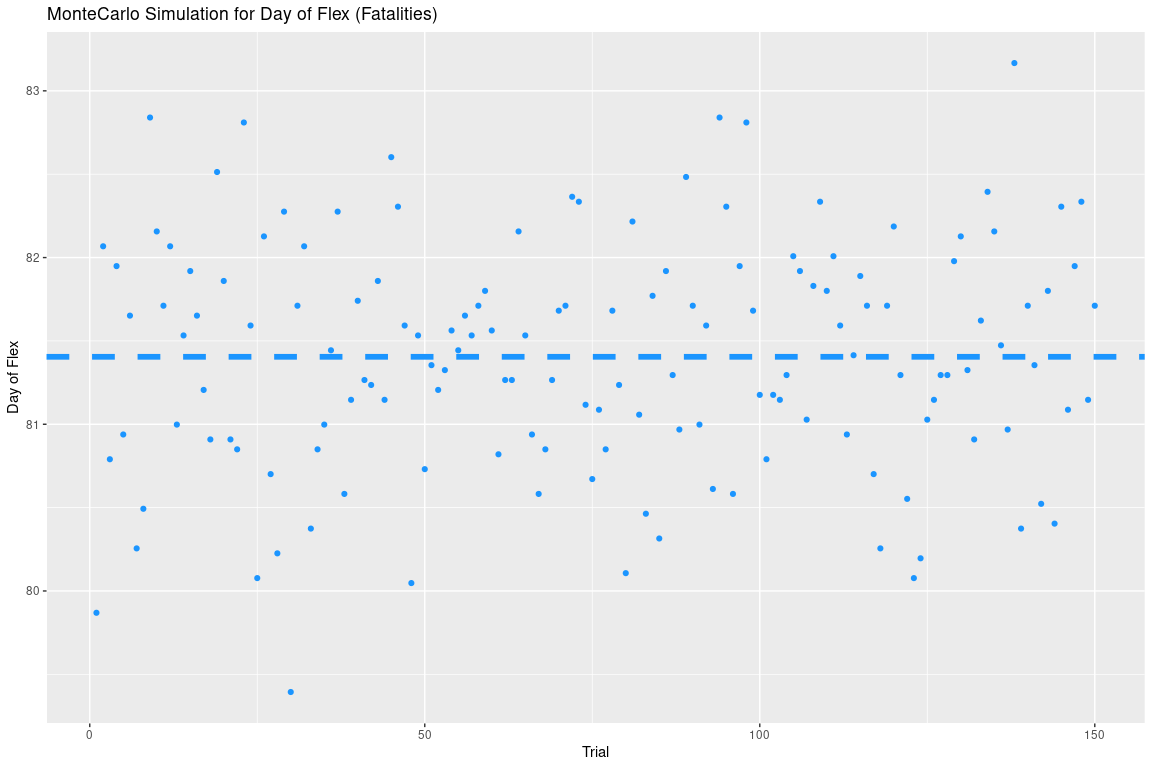 MonteCarlo Simulation for Day of Flex (Fatalities)
83
82
81
80
Day of Flex
0
50
100
150
Trial